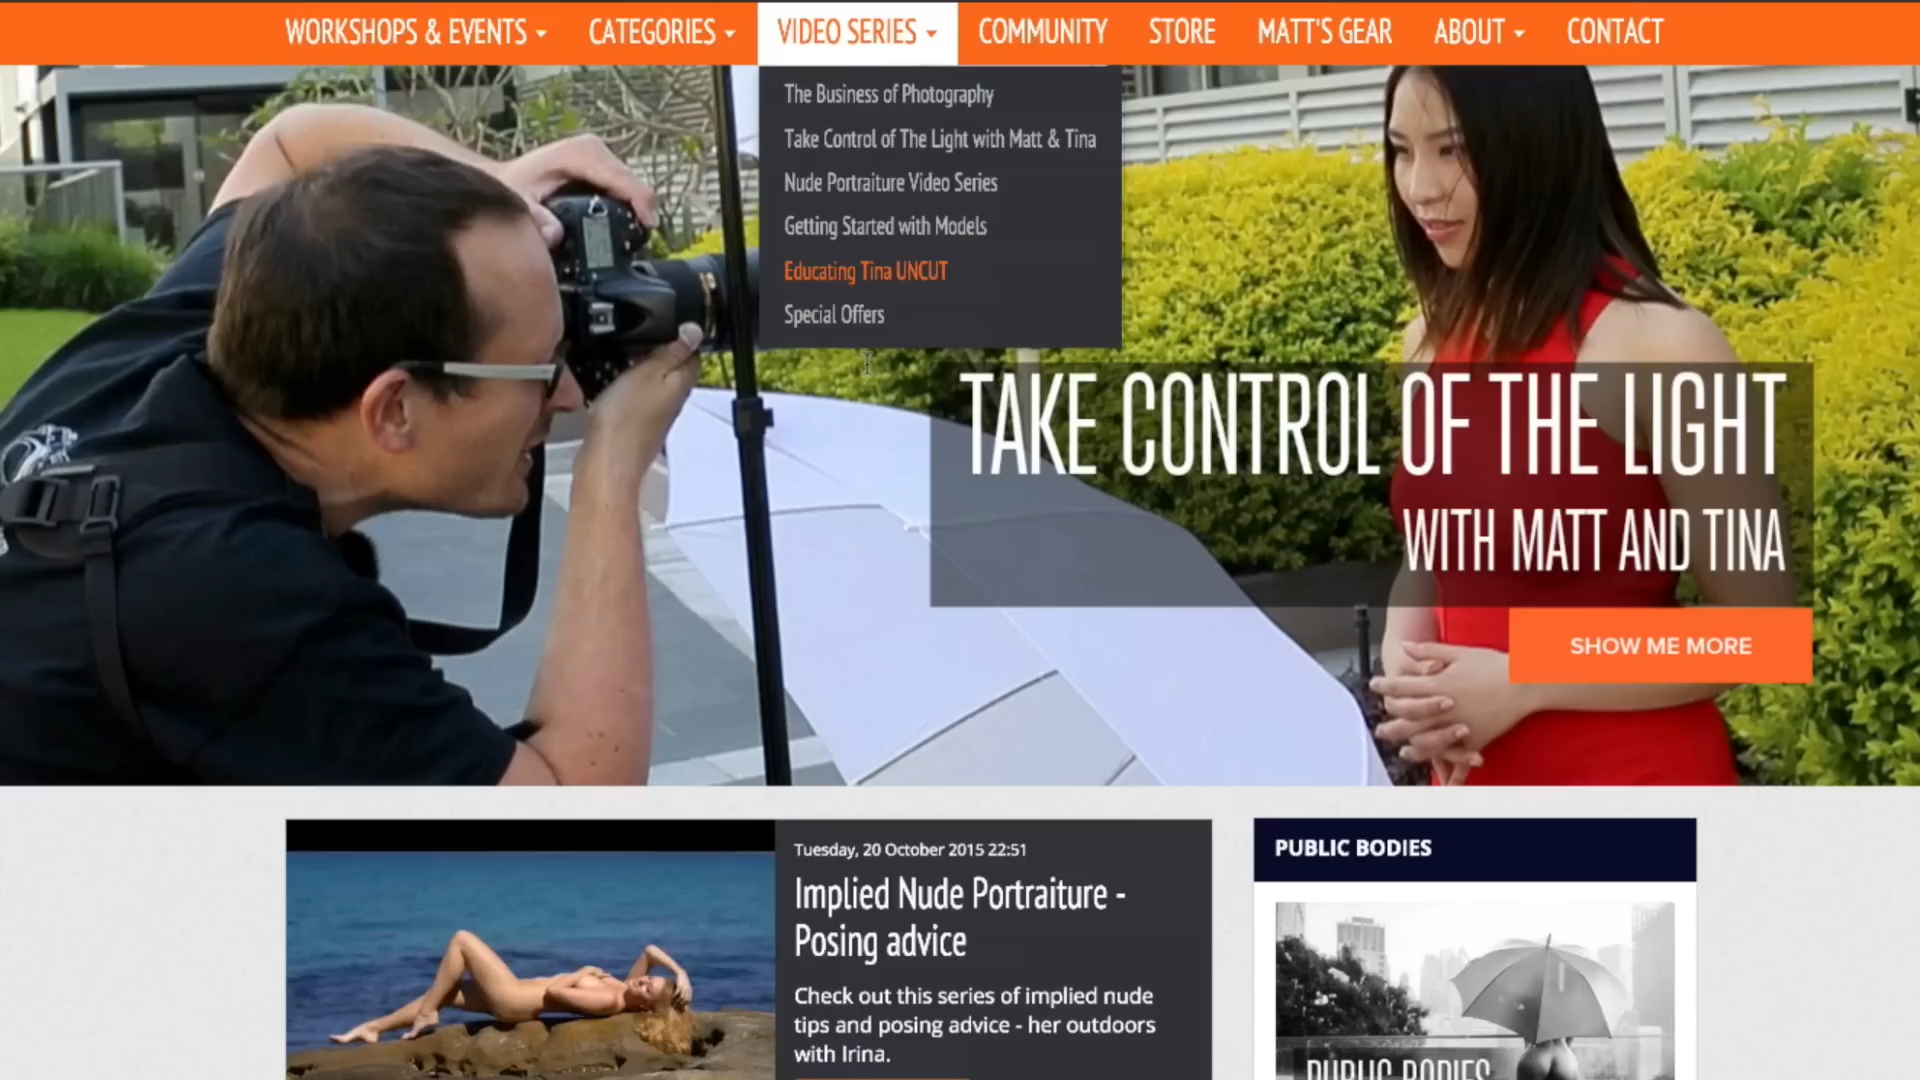 WORKSHOPS & EVENTS CATEGORIES VIDEO SERIES COMMUNITY STORE MATT'S GEAR ABOUT CONTACT
The Business of Photography
Take Control of The Light with Matt & Tina
Nude Portraiture Video Series
Getting Started with Models
Educating Tina UNCUT
Special Offers
TAKE CONTROL OF THE LIGHT
WITH MATT AND TINA
SHOW ME MORE
Tuesday, 20 October 2015 22:51
Implied Nude Portraiture -
Posing advice
Check out this series of implied nude
tips and posing advice - her outdoors
with Irina.
PUBLIC BODIES
PUBLIC BODIES